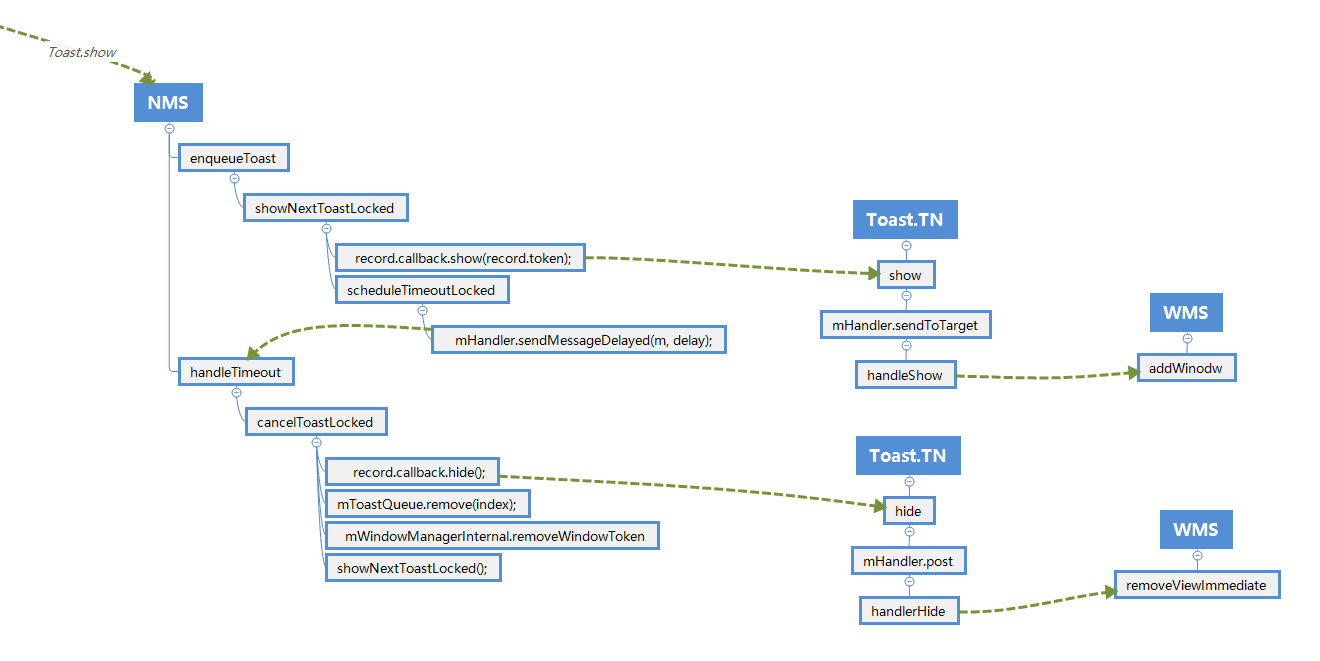 Toast.show
NMS
enqueueToast
showNextToastLocked
record.callback.show(record.token);
scheduleTimeoutLocked
mHandler.sendMessageDelayed(m, delay);
handleTimeout
cancelToastLocked
record.callback.hide();
mToastQueue.remove(index);
mWindowManagerInternal.removeWindowToken
showNextToastLocked();
Toast.TN
show
mHandler.sendToTarget
handleShow
WMS
addWinodw
Toast.TN
hide
mHandler.post
handlerHide
WMS
removeViewImmediate